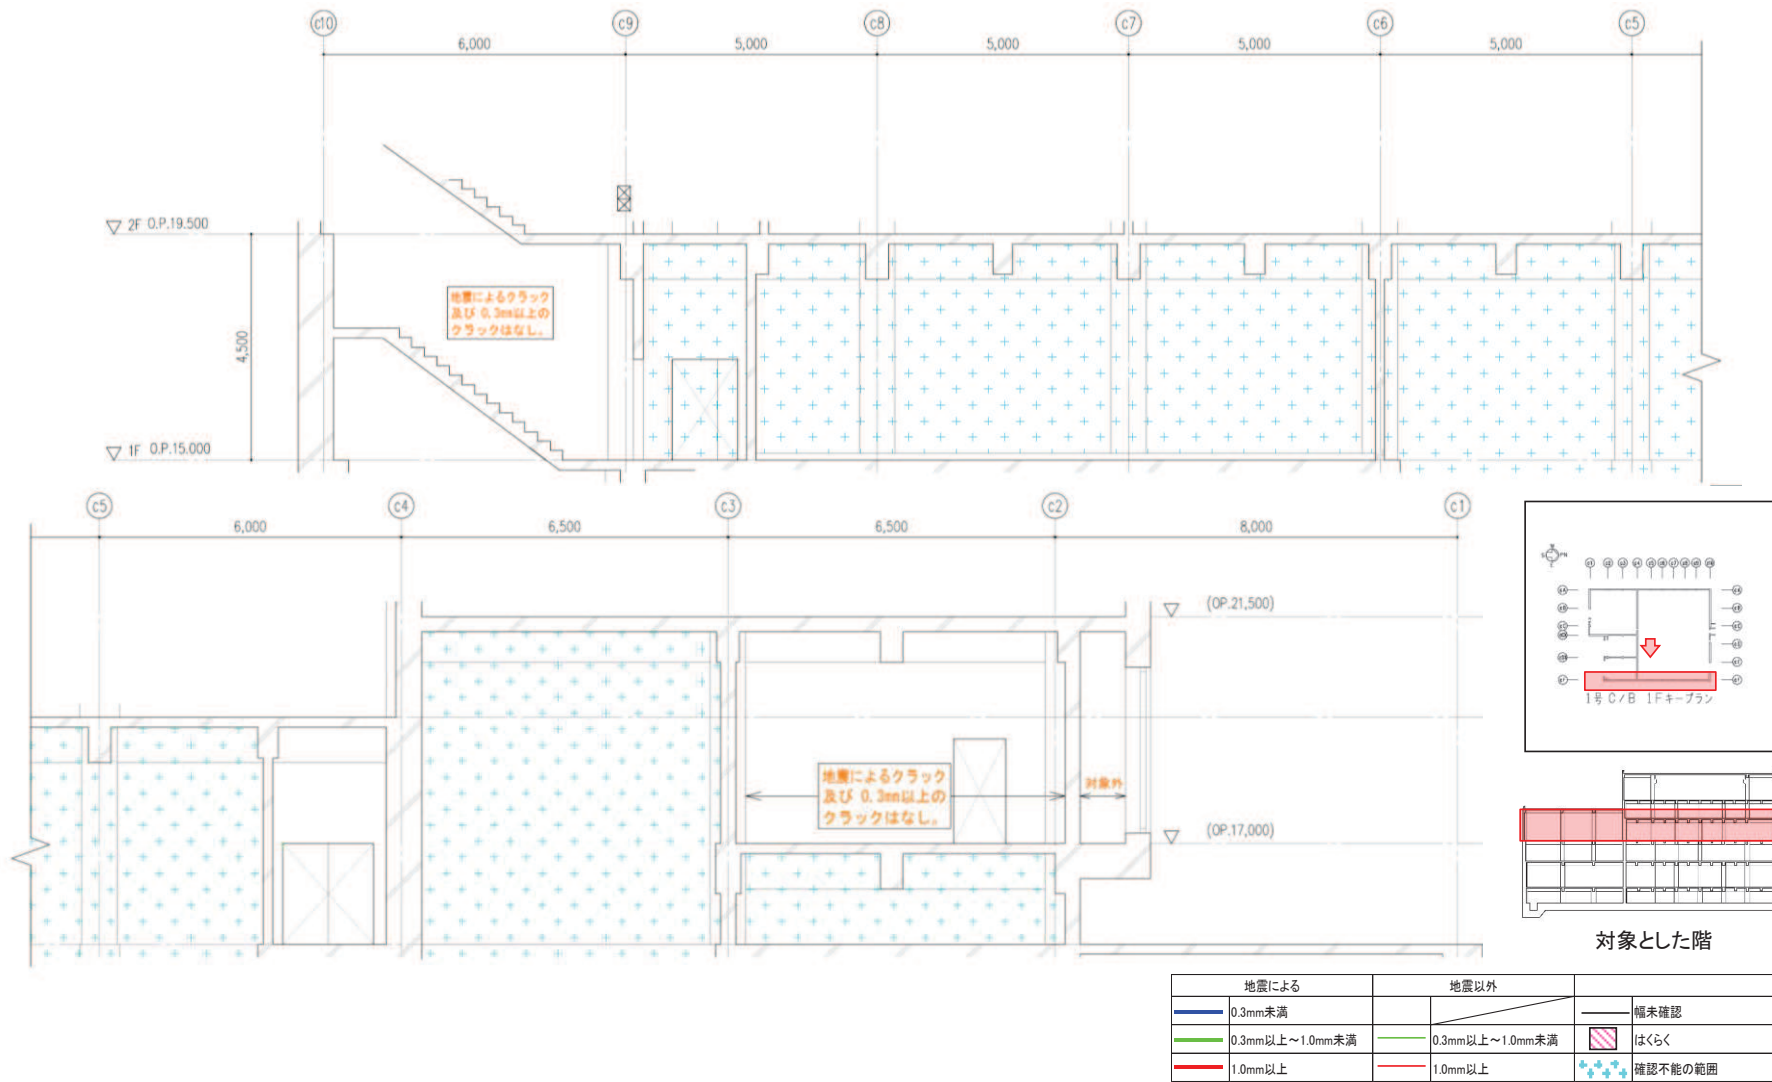 c10 c9 c8 c7 c6 c5
6,000 5,000 5,000 5,000 5,000
2F O.P.19.500
地震によるクラック
及び 0.3mm以上の
クラックはなし。
4,500
1F O.P.15.000
c5 c4 c3 c2 c1
6,000 6,500 6,500 8,000
(OP.21,500)
地震によるクラック
及び 0.3mm以上の
クラックはなし。
対象外
(OP.17,000)
1号 C/B 1Fキープラン
対象とした階
地震による 地震以外
0.3mm未満 幅未確認
0.3mm以上～1.0mm未満 0.3mm以上～1.0mm未満 はくらく
1.0mm以上 1.0mm以上 確認不能の範囲